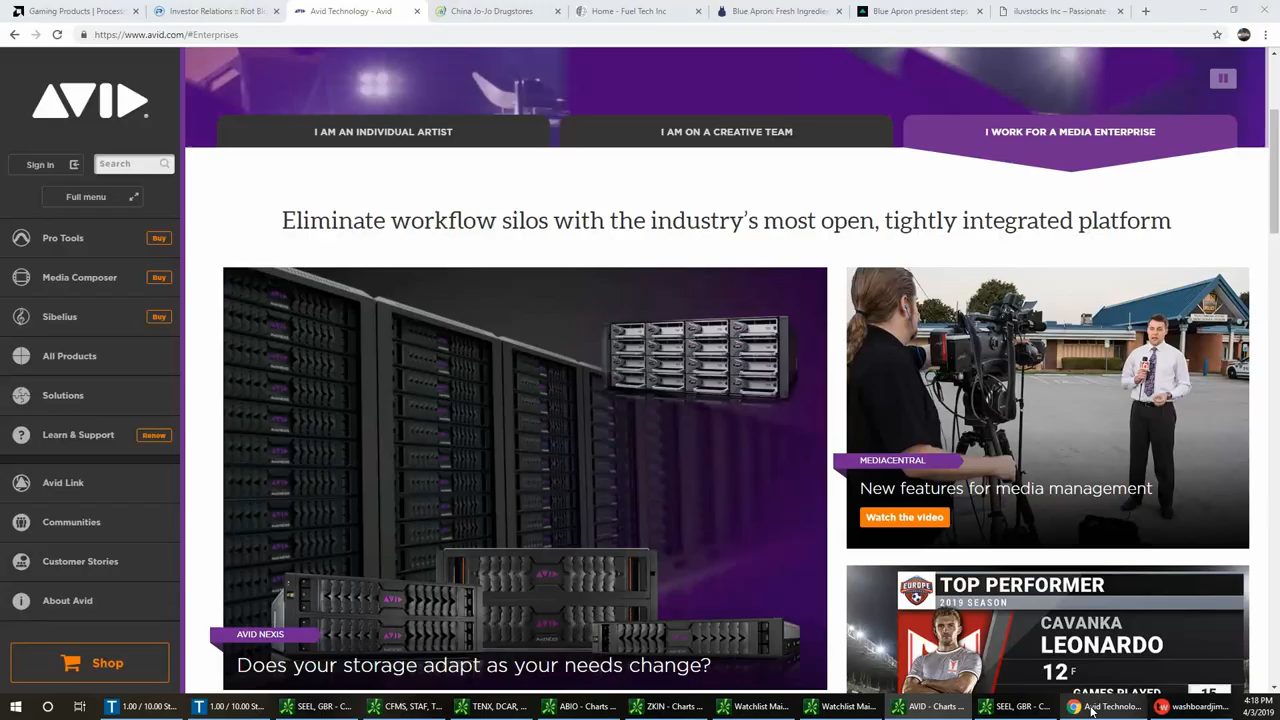 Gaming Products | Process
Investor Relations :: Riot Bl
Avid Technology - Avid
China Jo-Jo Drugstores
Home - Fuel Tech Inc
Blue Apron: Fresh Ingredie
Blue Apron president steps
iluvstocks Inc – Passionate
https://www.avid.com/#Enterprises
AVID
Sign In
Search
Full menu
Pro Tools Buy
Media Composer Buy
Sibelius Buy
All Products
Solutions
Learn & Support Renew
Avid Link
Communities
Customer Stories
About Avid
Shop
I AM AN INDIVIDUAL ARTIST
I AM ON A CREATIVE TEAM
I WORK FOR A MEDIA ENTERPRISE
Eliminate workflow silos with the industry's most open, tightly integrated platform
AVID NEXIS
Does your storage adapt as your needs change?
MEDIACENTRAL
New features for media management
Watch the video
TOP PERFORMER
2019 SEASON
EUROPE
CAVANKA
LEONARDO
12 F
GAMES PLAYED 15
1.00 / 10.00 St...
1.00 / 10.00 St...
SEEL, GBR - C...
CFMS, STAF, T...
TENX, DCAR, ...
ABIO - Charts ...
ZKIN - Charts ...
Watchlist Mai...
Watchlist Mai...
AVID - Charts ...
SEEL, GBR - C...
Avid Technolo...
washboardjim...
4:18 PM
4/3/2019